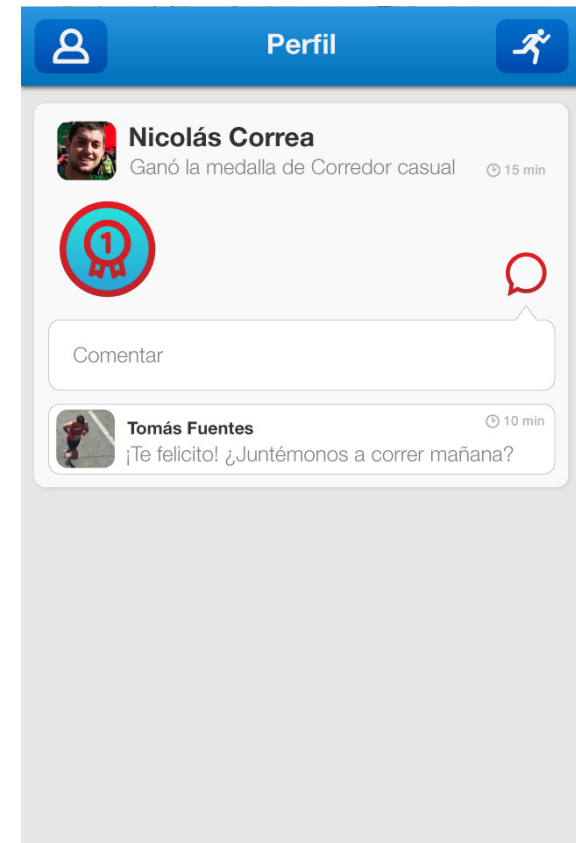 Perfil
Nicolás Correa
Ganó la medalla de Corredor casual
15 min
1
Comentar
Tomás Fuentes
10 min
¡Te felicito! ¿Juntémonos a correr mañana?